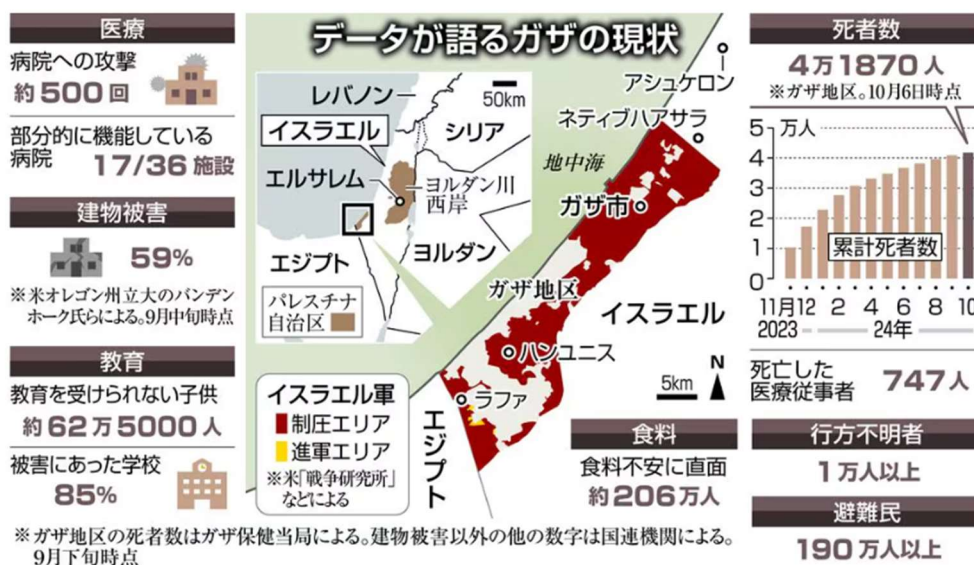 データが語るガザの現状
医療
病院への攻撃
約500回
部分的に機能している
病院 17/36 施設
建物被害
59%
※米オレゴン州立大のバンデン
ホーク氏らによる。9月中旬時点
教育
教育を受けられない子供
約62万5000人
被害にあった学校
85%
レバノン
50km
イスラエル
シリア
エルサレム
ヨルダン川
西岸
エジプト
ヨルダン
パレスチナ
自治区
アシュケロン
ネティブハアサラ
地中海
ガザ市
ガザ地区
イスラエル
ハンユニス
ラファ
エジプト
N
5km
イスラエル軍
制圧エリア
進軍エリア
※米「戦争研究所」
などによる
食料
食料不安に直面
約206万人
死者数
4万1870人
※ガザ地区。10月6日時点
5 万人
4
3
2
1
0
累計死者数
11月 12 2 4 6 8 10
2023 24年
死亡した
医療従事者 747人
行方不明者
1万人以上
避難民
190万人以上
※ガザ地区の死者数はガザ保健当局による。建物被害以外の他の数字は国連機関による。
9月下旬時点